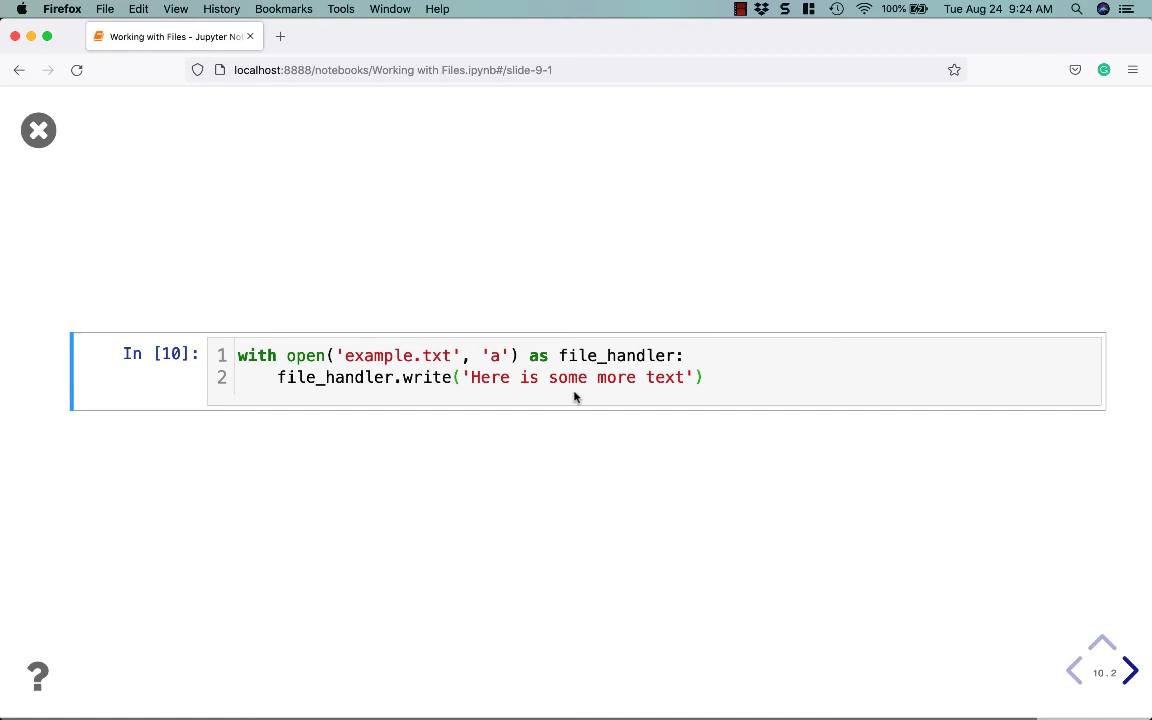 Firefox File Edit View History Bookmarks Tools Window Help 100% Tue Aug 24 9:24 AM
Working with Files - Jupyter Not
localhost:8888/notebooks/Working with Files.ipynb#/slide-9-1
In [10]: 1 with open('example.txt', 'a') as file_handler:
2 file_handler.write('Here is some more text')
?
10.2